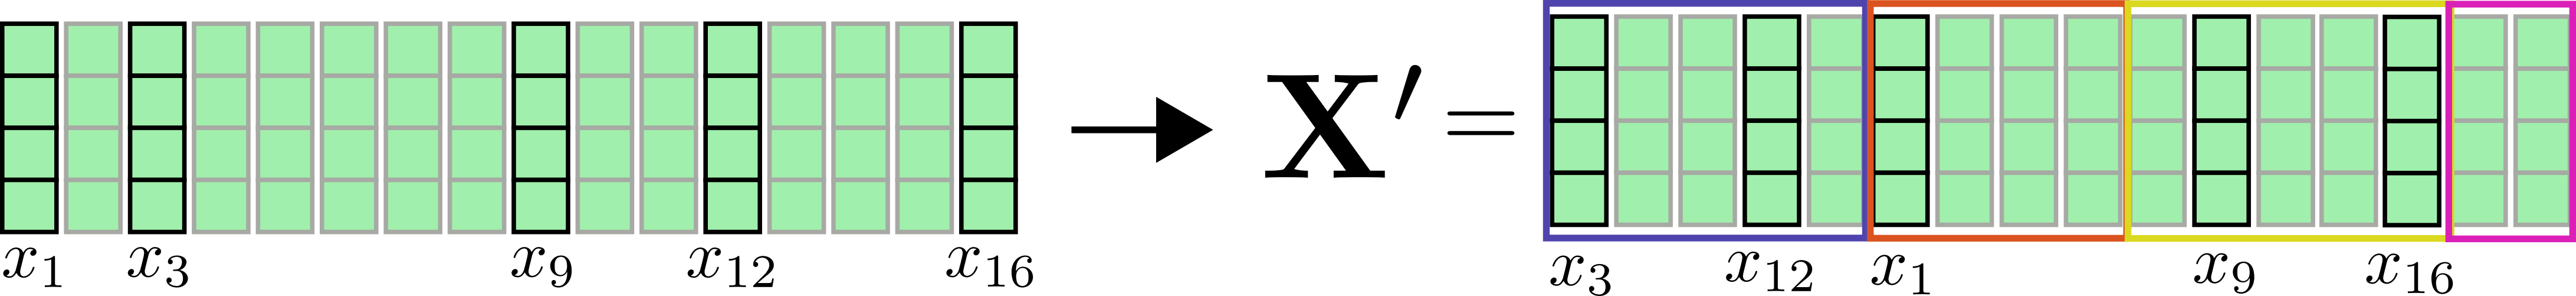 x₁ x₃ x₉ x₁₂ x₁₆ → X′ = x₃ x₁₂ x₁ x₉ x₁₆